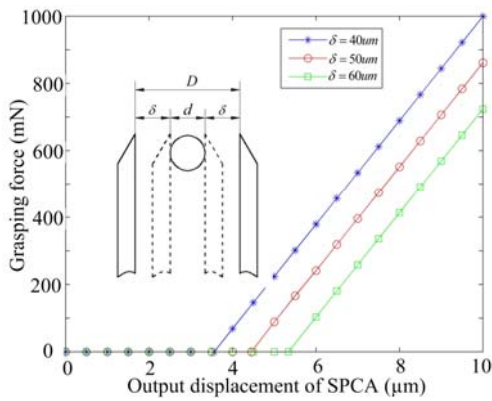 1000
800
600
400
200
0
Grasping force (mN)
δ = 40um
δ = 50um
δ = 60um
D
δ d δ
0 2 4 6 8 10
Output displacement of SPCA (μm)